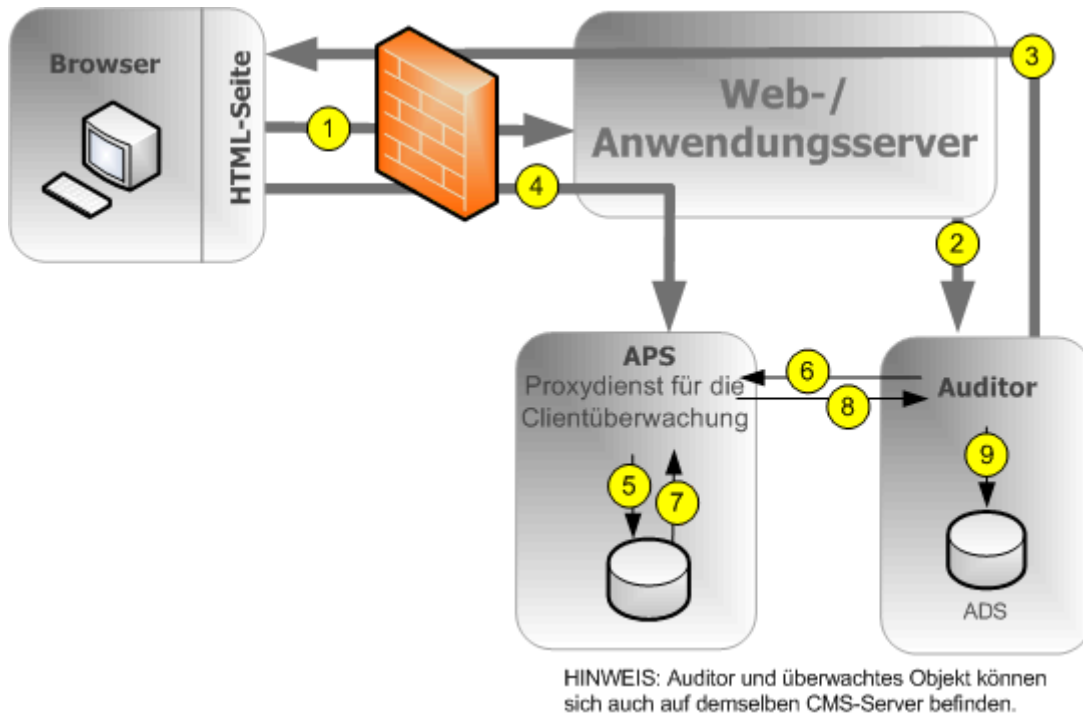 Browser
HTML-Seite
1
Web-/
Anwendungsserver
3
4
2
APS
Proxydienst für die
Clientüberwachung
6
8
Auditor
5
7
9
ADS
HINWEIS: Auditor und überwachtes Objekt können
sich auch auf demselben CMS-Server befinden.